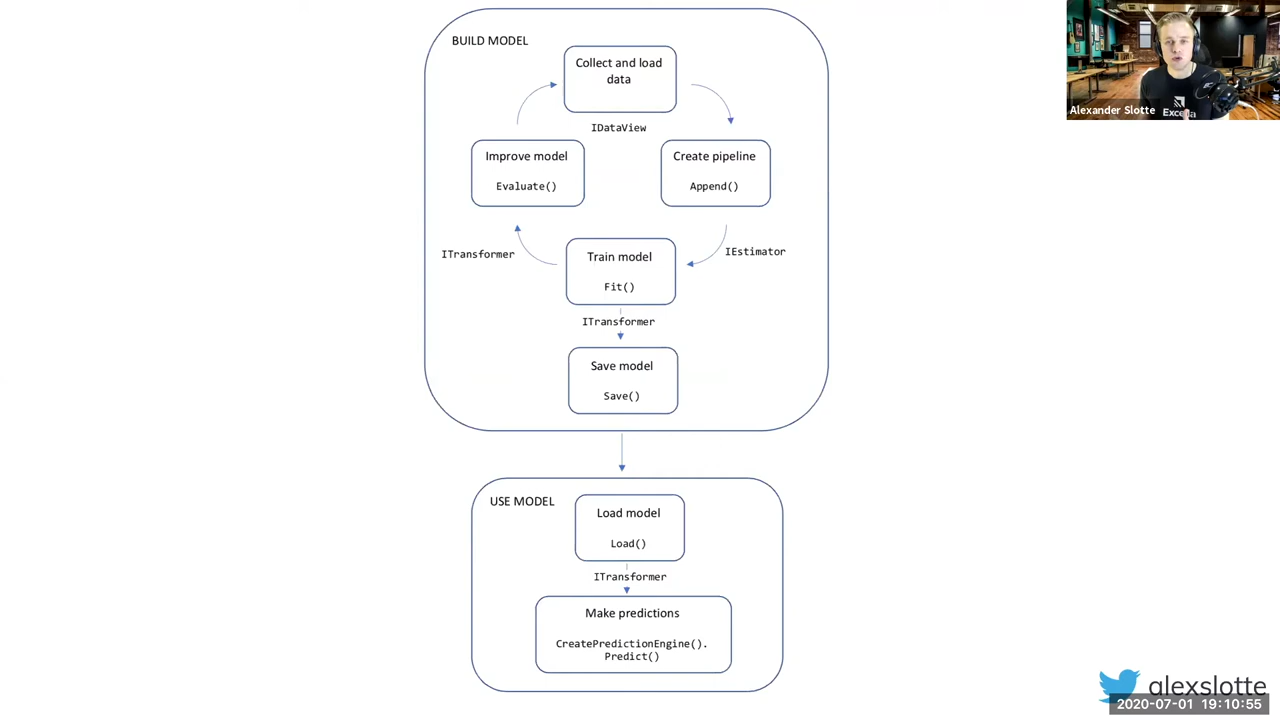 BUILD MODEL
Collect and load
data
IDataView
Improve model
Evaluate()
Create pipeline
Append()
ITransformer
IEstimator
Train model
Fit()
ITransformer
Save model
Save()
USE MODEL
Load model
Load()
ITransformer
Make predictions
CreatePredictionEngine().
Predict()
Alexander Slotte
alexslotte
2020-07-01 19:10:55